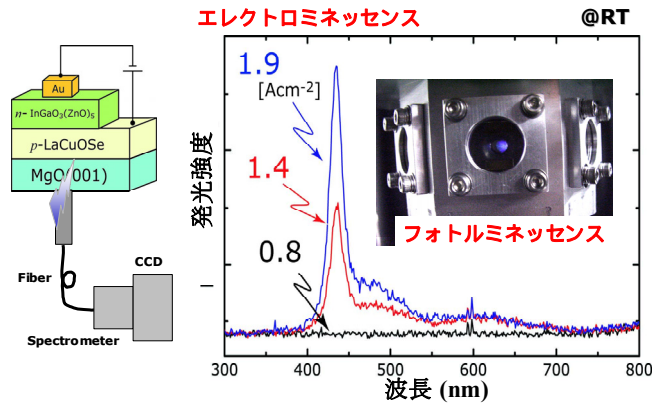 エレクトロミネッセンス
@RT
Au
n- InGaO3(ZnO)5
p-LaCuOSe
MgO(001)
Fiber
CCD
Spectrometer
発光強度
1.9
[Acm-2]
1.4
0.8
フォトルミネッセンス
300
400
500
600
700
800
波長 (nm)